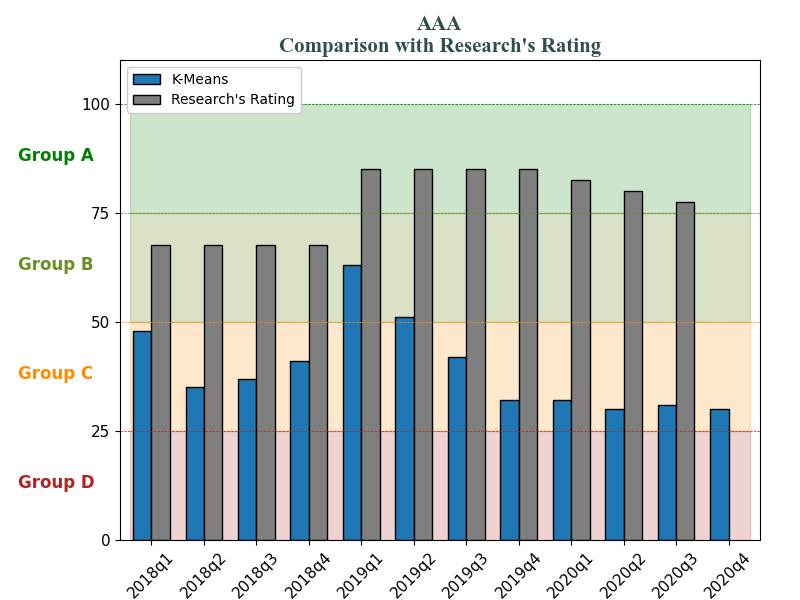 AAA
Comparison with Research's Rating
K-Means
Research's Rating
100
Group A
75
Group B
50
Group C
25
Group D
0
2018q1
2018q2
2018q3
2018q4
2019q1
2019q2
2019q3
2019q4
2020q1
2020q2
2020q3
2020q4